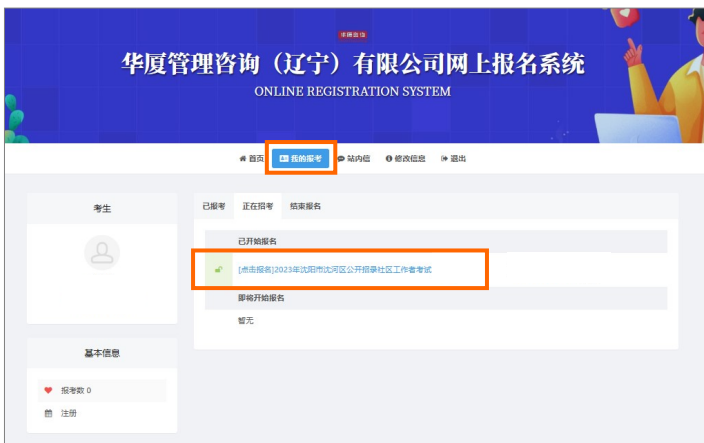 华厦咨询
华厦管理咨询（辽宁）有限公司网上报名系统
ONLINE REGISTRATION SYSTEM
首页 我的报考 站内信 修改信息 退出
考生
已报考 正在招考 结束报名
已开始报名
[点击报名]2023年沈阳市沈河区公开招录社区工作者考试
即将开始报名
暂无
基本信息
报考数 0
注册